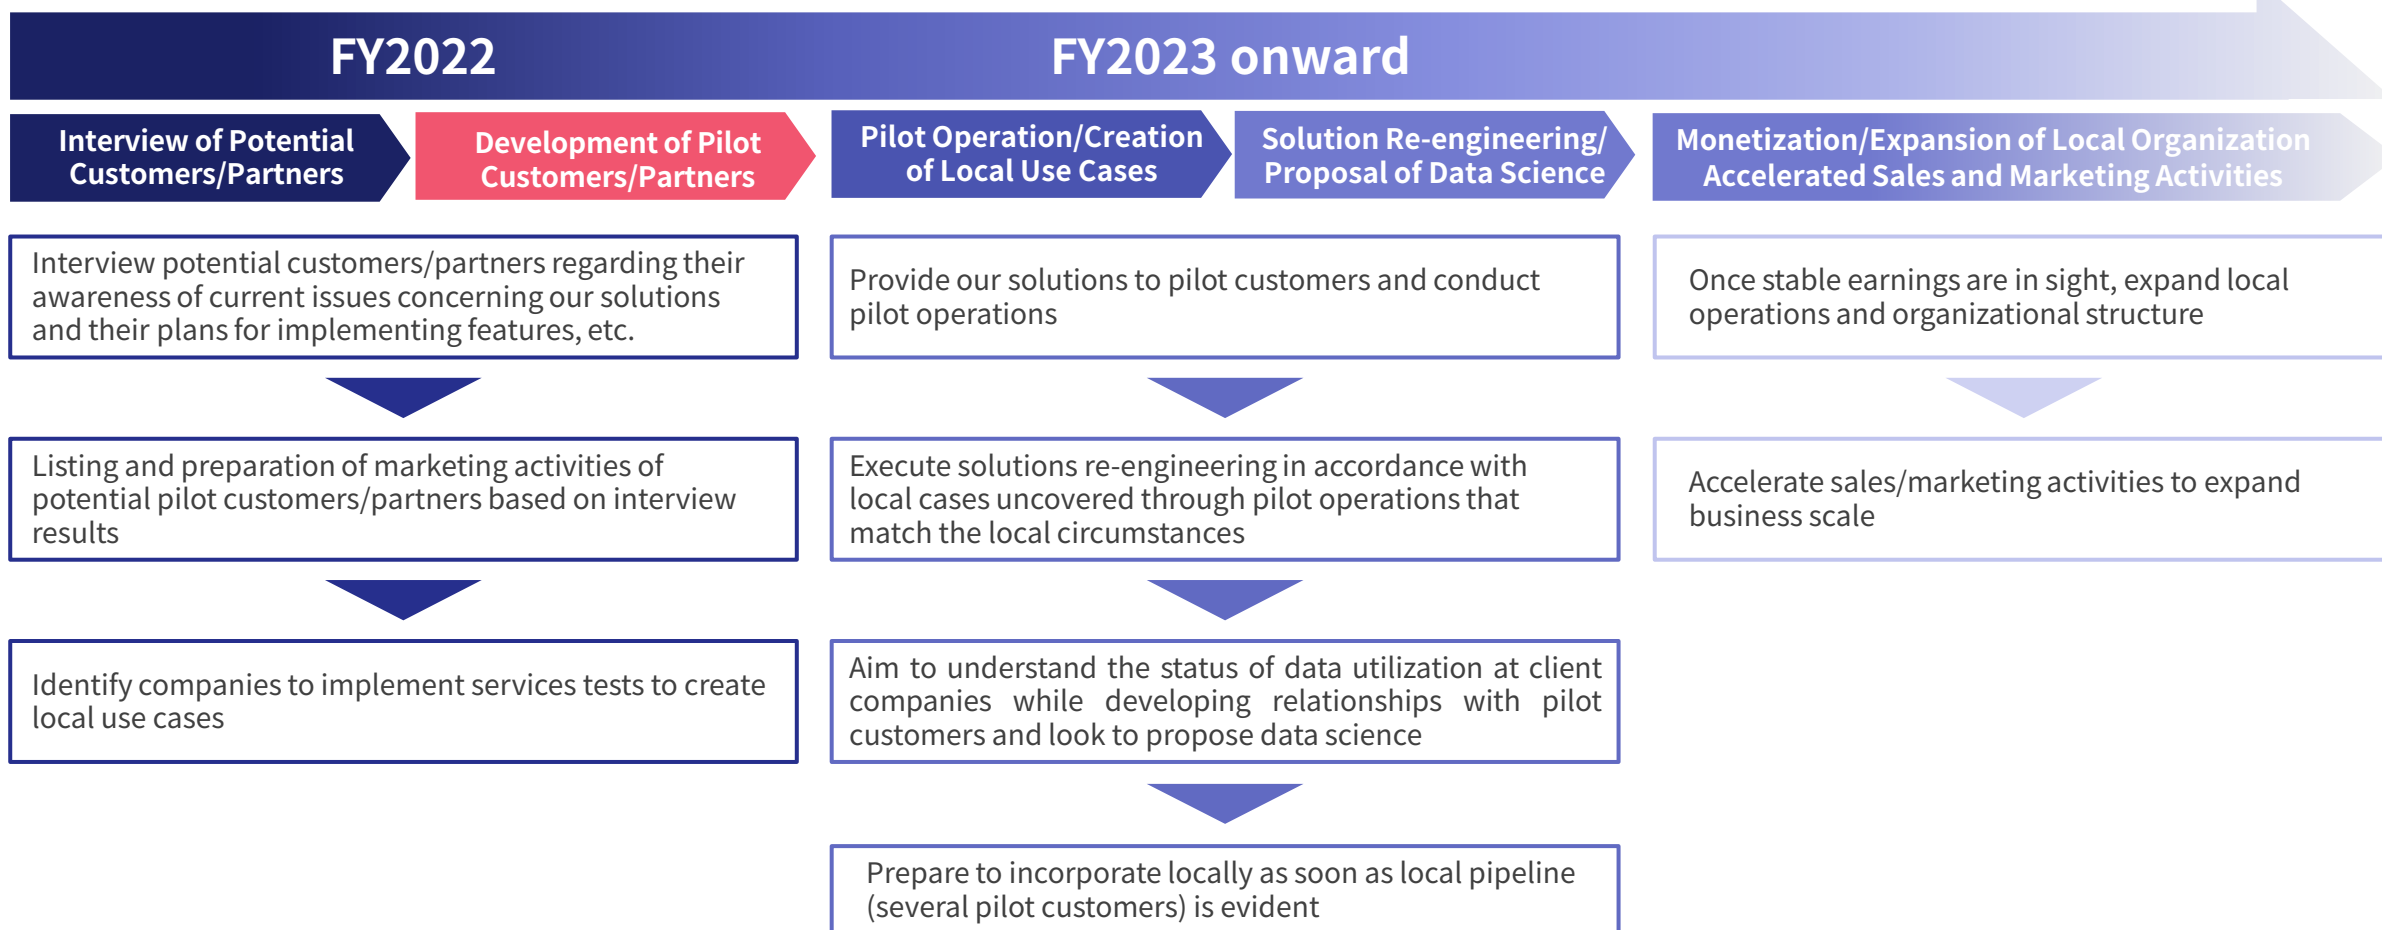 FY2022
FY2023 onward
Interview of Potential
Customers/Partners
Development of Pilot
Customers/Partners
Pilot Operation/Creation
of Local Use Cases
Solution Re-engineering/
Proposal of Data Science
Monetization/Expansion of Local Organization
Accelerated Sales and Marketing Activities
Interview potential customers/partners regarding their
awareness of current issues concerning our solutions
and their plans for implementing features, etc.
Listing and preparation of marketing activities of
potential pilot customers/partners based on interview
results
Identify companies to implement services tests to create
local use cases
Provide our solutions to pilot customers and conduct
pilot operations
Execute solutions re-engineering in accordance with
local cases uncovered through pilot operations that
match the local circumstances
Aim to understand the status of data utilization at client
companies while developing relationships with pilot
customers and look to propose data science
Prepare to incorporate locally as soon as local pipeline
(several pilot customers) is evident
Once stable earnings are in sight, expand local
operations and organizational structure
Accelerate sales/marketing activities to expand
business scale